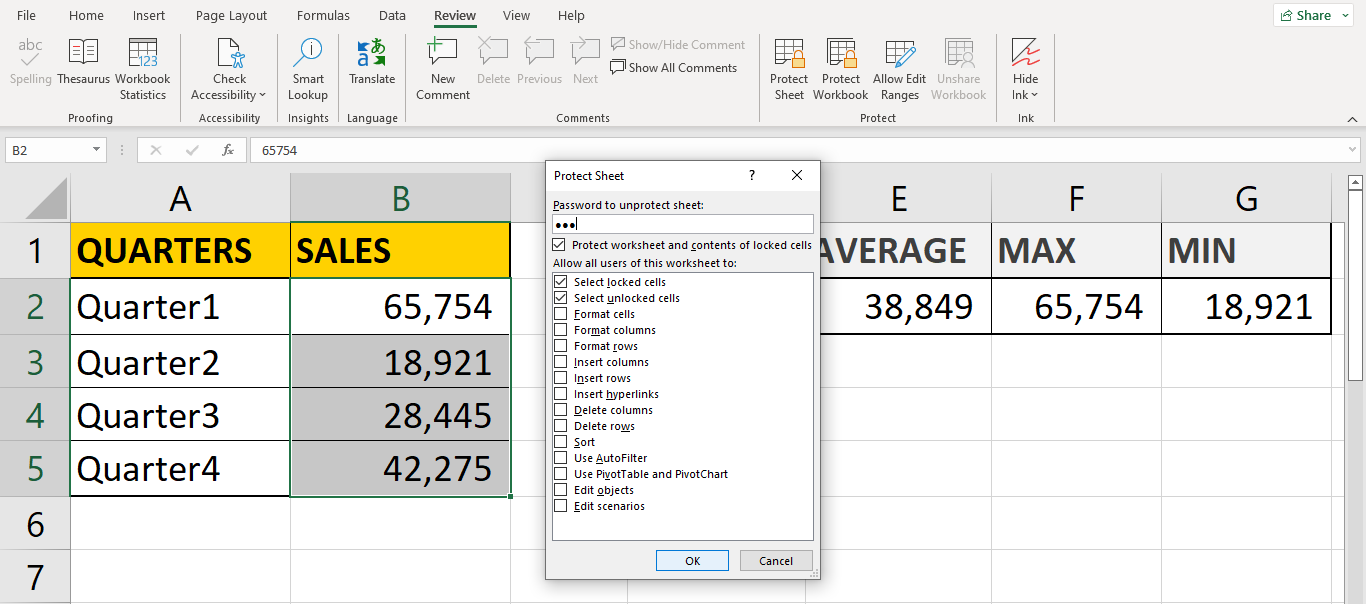 File Home Insert Page Layout Formulas Data Review View Help Share
abc
Spelling Thesaurus Workbook Statistics
123
Check Accessibility
Smart Lookup
Translate
New Comment Delete Previous Next
Show/Hide Comment
Show All Comments
Protect Sheet Protect Workbook Allow Edit Ranges Unshare Workbook
Hide Ink
Proofing Accessibility Insights Language Comments Protect Ink
B2 fx 65754
A B E F G
1 QUARTERS SALES AVERAGE MAX MIN
2 Quarter1 65,754 38,849 65,754 18,921
3 Quarter2 18,921
4 Quarter3 28,445
5 Quarter4 42,275
6
7
Protect Sheet ?
Password to unprotect sheet:
●●●
Protect worksheet and contents of locked cells
Allow all users of this worksheet to:
Select locked cells
Select unlocked cells
Format cells
Format columns
Format rows
Insert columns
Insert rows
Insert hyperlinks
Delete columns
Delete rows
Sort
Use AutoFilter
Use PivotTable and PivotChart
Edit objects
Edit scenarios
OK Cancel